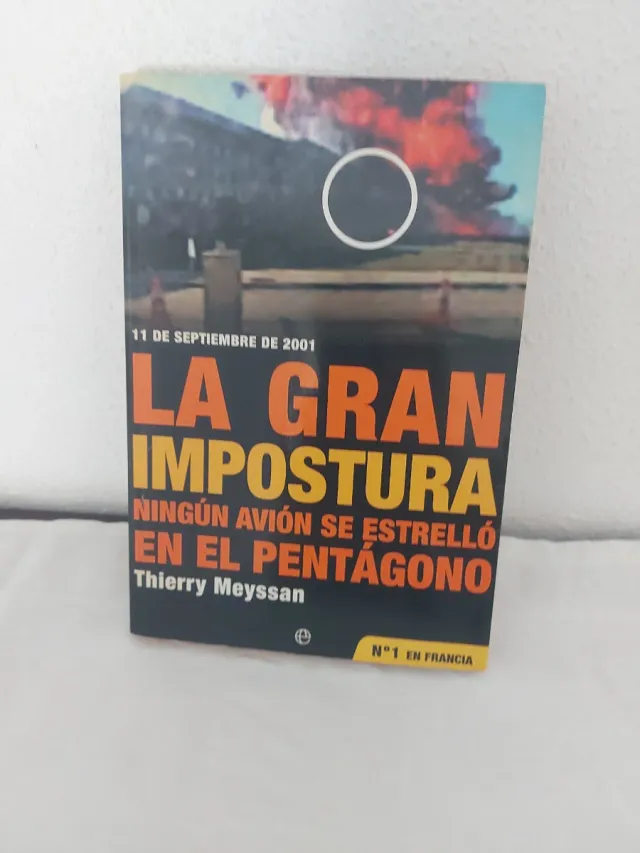 11 DE SEPTIEMBRE DE 2001
LA GRAN
IMPOSTURA
NINGÚN AVIÓN SE ESTRELLÓ
EN EL PENTÁGONO
Thierry Meyssan
e
Nº1 EN FRANCIA